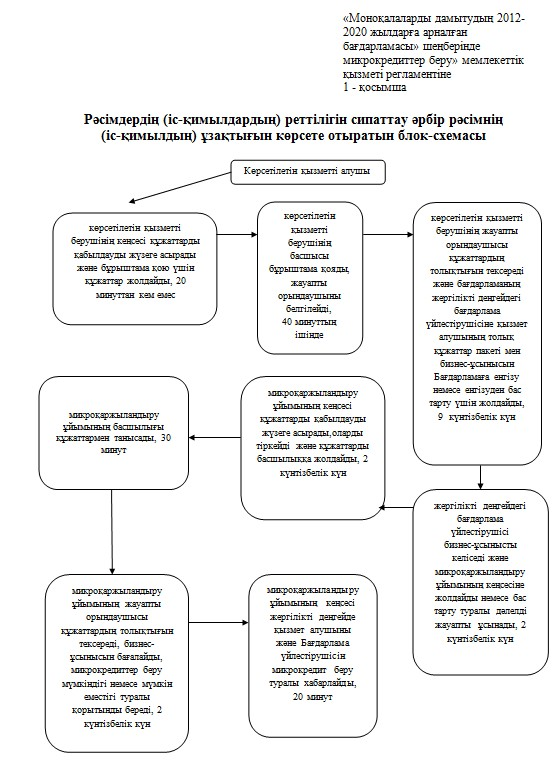 «Моноқалаларды дамытудың 2012-
2020 жылдарға арналған
бағдарламасы» шеңберінде
микрокредиттер беру» мемлекеттік
қызметі регламентіне
1 - қосымша
Рәсімдердің (іс-қимылдардың) реттілігін сипаттау әрбір рәсімнің
(іс-қимылдың) ұзақтығын көрсете отыратын блок-схемасы
Көрсетілетін қызметті алушы
көрсетілетін қызметті
берушінің кеңсесі құжаттарды
қабылдауды жүзеге асырады
және бұрыштама қою үшін
құжаттар жолдайды, 20
минуттан кем емес
көрсетілетін
қызметті
берушінің
басшысы
бұрыштама қояды,
жауапты
орындаушыны
белгілейді,
40 минуттың
ішінде
көрсетілетін қызметті
берушінің жауапты
орындаушысы
құжаттардың
толықтығын тексереді
және бағдарламаның
жергілікті деңгейдегі
бағдарлама
үйлестірушісіне қызмет
алушының толық
құжаттар пакеті мен
бизнес-ұсынысын
Бағдарламаға енгізу
немесе енгізуден бас
тарту үшін жолдайды,
9 күнтізбелік күн
микроқаржыландыру
ұйымының басшылығы
құжаттармен танысады, 30
минут
микроқаржыландыру
ұйымының кеңсесі
құжаттарды қабылдауды
жүзеге асырады,оларды
тіркейді және құжаттарды
басшылыққа жолдайды, 2
күнтізбелік күн
жергілікті деңгейдегі
бағдарлама
үйлестірушісі
бизнес-ұсынысты
келіседі және
микроқаржыландыру
ұйымының кеңсесіне
жолдайды немесе бас
тарту туралы дәлелді
жауапты ұсынады, 2
күнтізбелік күн
микроқаржыландыру
ұйымының жауапты
орындаушысы
құжаттардың толықтығын
тексереді, бизнес-
ұсынысын бағалайды,
микрокредиттер беру
мүмкіндігі немесе мүмкін
еместігі туралы
қорытынды береді, 2
күнтізбелік күн
микроқаржыландыру
ұйымының кеңсесі
жергілікті деңгейде
қызмет алушыны
және Бағдарлама
үйлестірушісін
микрокредит беру
туралы хабарлайды,
20 минут